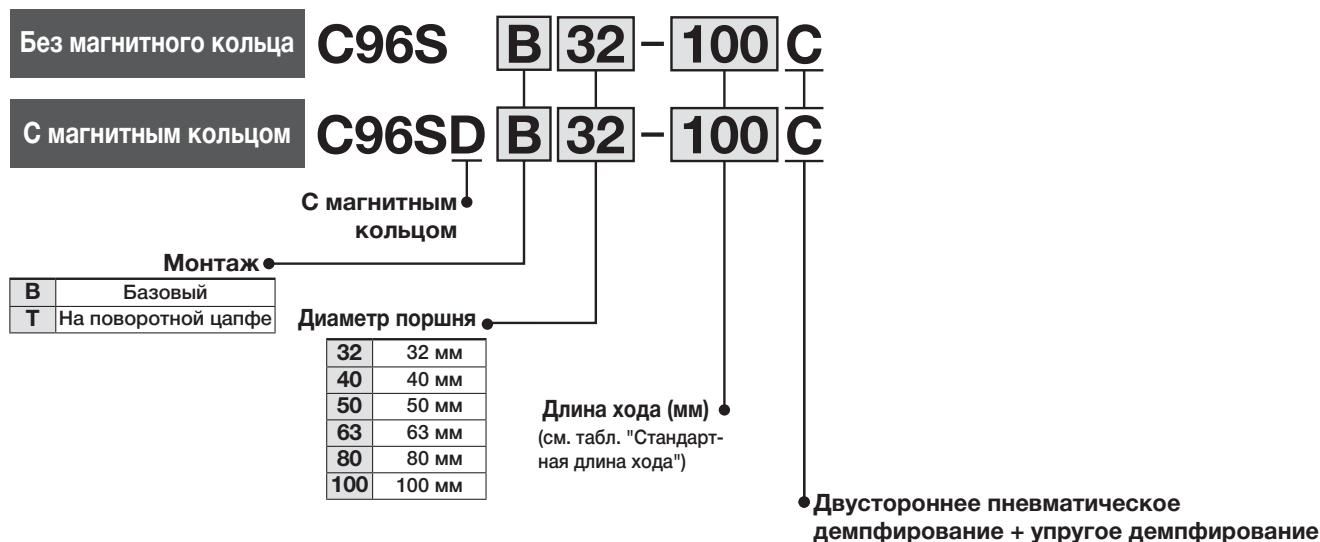 Без магнитного кольца C96S B 32 – 100 C
С магнитным кольцом C96SD B 32 – 100 C
С магнитным
кольцом
Монтаж
B Базовый
T На поворотной цапфе
Диаметр поршня
32 32 мм
40 40 мм
50 50 мм
63 63 мм
80 80 мм
100 100 мм
Длина хода (мм)
(см. табл. "Стандарт-
ная длина хода")
Двустороннее пневматическое
демпфирование + упругое демпфирование